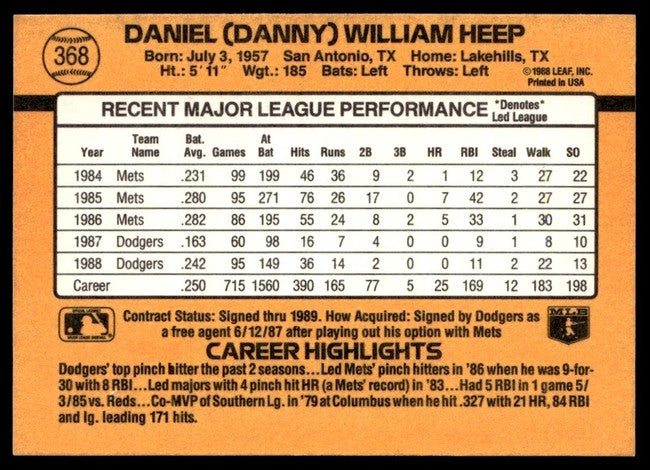 368
DANIEL (DANNY) WILLIAM HEEP
Born: July 3, 1957 San Antonio, TX Home: Lakehills, TX
Ht.: 5' 11" Wgt.: 185 Bats: Left Throws: Left
©1988 LEAF, INC.
Printed in USA
RECENT MAJOR LEAGUE PERFORMANCE *Denotes* Led League
Year Team Name Bat. Avg. Games At Bat Hits Runs 2B 3B HR RBI Steal Walk SO
1984 Mets .231 99 199 46 36 9 2 1 12 3 27 22
1985 Mets .280 95 271 76 26 17 0 7 42 2 27 27
1986 Mets .282 86 195 55 24 8 2 5 33 1 30 31
1987 Dodgers .163 60 98 16 7 4 0 0 9 1 8 10
1988 Dodgers .242 95 149 36 14 2 0 0 11 2 22 13
Career .250 715 1560 390 165 77 5 25 169 12 183 198
Contract Status: Signed thru 1989. How Acquired: Signed by Dodgers as
a free agent 6/12/87 after playing out his option with Mets
MLB
CAREER HIGHLIGHTS
Dodgers' top pinch hitter the past 2 seasons...Led Mets' pinch hitters in '86 when he was 9-for-
30 with 8 RBI...Led majors with 4 pinch hit HR (a Mets' record) in '83...Had 5 RBI in 1 game 5/
3/85 vs. Reds...Co-MVP of Southern Lg. in '79 at Columbus when he hit .327 with 21 HR, 84 RBI
and lg. leading 171 hits.